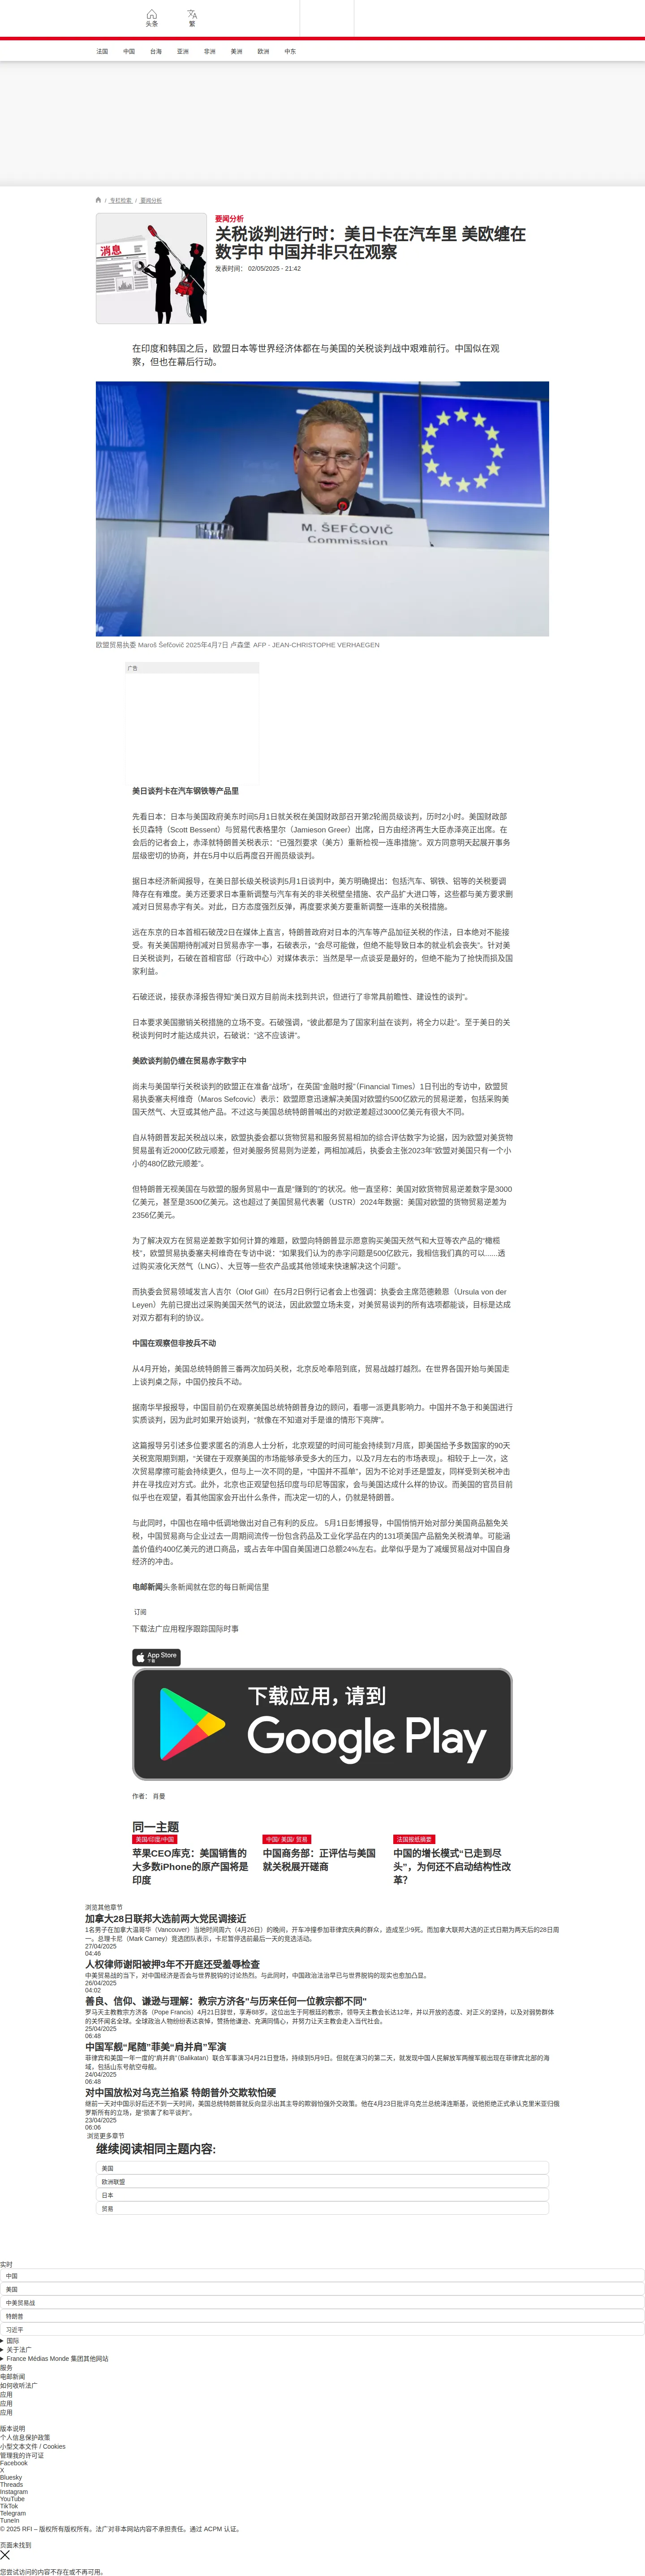 头条
繁
法国
中国
台海
亚洲
非洲
美洲
欧洲
中东
/ 专栏检索 / 要闻分析
消息
要闻分析
关税谈判进行时：美日卡在汽车里 美欧缠在
数字中 中国并非只在观察
发表时间： 02/05/2025 - 21:42
在印度和韩国之后，欧盟日本等世界经济体都在与美国的关税谈判战中艰难前行。中国似在观
察，但也在幕后行动。
M. ŠEFČOVIČ
Commission
欧盟贸易执委 Maroš Šefčovič 2025年4月7日 卢森堡 AFP - JEAN-CHRISTOPHE VERHAEGEN
广告
美日谈判卡在汽车钢铁等产品里
先看日本：日本与美国政府美东时间5月1日就关税在美国财政部召开第2轮阁员级谈判，历时2小时。美国财政部
长贝森特（Scott Bessent）与贸易代表格里尔（Jamieson Greer）出席，日方由经济再生大臣赤泽亮正出席。在
会后的记者会上，赤泽就特朗普关税表示：“已强烈要求（美方）重新检视一连串措施”。双方同意明天起展开事务
层级密切的协商，并在5月中以后再度召开阁员级谈判。
据日本经济新闻报导，在美日部长级关税谈判5月1日谈判中，美方明确提出：包括汽车、钢铁、铝等的关税要调
降存在有难度。美方还要求日本重新调整与汽车有关的非关税壁垒措施、农产品扩大进口等，这些都与美方要求删
减对日贸易赤字有关。对此，日方态度强烈反弹，再度要求美方要重新调整一连串的关税措施。
远在东京的日本首相石破茂2日在媒体上直言，特朗普政府对日本的汽车等产品加征关税的作法，日本绝对不能接
受。有关美国期待削减对日贸易赤字一事，石破表示，“会尽可能做，但绝不能导致日本的就业机会丧失”。针对美
日关税谈判，石破在首相官邸（行政中心）对媒体表示：当然是早一点谈妥是最好的，但绝不能为了抢快而损及国
家利益。
石破还说，接获赤泽报告得知“美日双方目前尚未找到共识，但进行了非常具前瞻性、建设性的谈判”。
日本要求美国撤销关税措施的立场不变。石破强调，“彼此都是为了国家利益在谈判，将全力以赴”。至于美日的关
税谈判何时才能达成共识，石破说：“这不应该讲”。
美欧谈判前仍缠在贸易赤字数字中
尚未与美国举行关税谈判的欧盟正在准备“战场”，在英国“金融时报”（Financial Times）1日刊出的专访中，欧盟贸
易执委塞夫柯维奇（Maros Sefcovic）表示：欧盟愿意迅速解决美国对欧盟约500亿欧元的贸易逆差，包括采购美
国天然气、大豆或其他产品。不过这与美国总统特朗普喊出的对欧逆差超过3000亿美元有很大不同。
自从特朗普发起关税战以来，欧盟执委会都以货物贸易和服务贸易相加的综合评估数字为论据，因为欧盟对美货物
贸易虽有近2000亿欧元顺差，但对美服务贸易则为逆差，两相加减后，执委会主张2023年“欧盟对美国只有一个小
小的480亿欧元顺差”。
但特朗普无视美国在与欧盟的服务贸易中一直是“赚到的”的状况。他一直坚称：美国对欧货物贸易逆差数字是3000
亿美元，甚至是3500亿美元。这也超过了美国贸易代表署（USTR）2024年数据：美国对欧盟的货物贸易逆差为
2356亿美元。
为了解决双方在贸易逆差数字如何计算的难题，欧盟向特朗普显示愿意购买美国天然气和大豆等农产品的“橄榄
枝”，欧盟贸易执委塞夫柯维奇在专访中说：“如果我们认为的赤字问题是500亿欧元，我相信我们真的可以......透
过购买液化天然气（LNG）、大豆等一些农产品或其他领域来快速解决这个问题”。
而执委会贸易领域发言人吉尔（Olof Gill）在5月2日例行记者会上也强调：执委会主席范德赖恩（Ursula von der
Leyen）先前已提出过采购美国天然气的说法，因此欧盟立场未变，对美贸易谈判的所有选项都能谈，目标是达成
对双方都有利的协议。
中国在观察但非按兵不动
从4月开始，美国总统特朗普三番两次加码关税，北京反呛奉陪到底，贸易战越打越烈。在世界各国开始与美国走
上谈判桌之际，中国仍按兵不动。
据南华早报报导，中国目前仍在观察美国总统特朗普身边的顾问，看哪一派更具影响力。中国并不急于和美国进行
实质谈判，因为此时如果开始谈判，“就像在不知道对手是谁的情形下亮牌”。
这篇报导另引述多位要求匿名的消息人士分析，北京观望的时间可能会持续到7月底，即美国给予多数国家的90天
关税宽限期到期，“关键在于观察美国的市场能够承受多大的压力，以及7月左右的市场表现」。相较于上一次，这
次贸易摩擦可能会持续更久，但与上一次不同的是，“中国并不孤单”，因为不论对手还是盟友，同样受到关税冲击
并在寻找应对方式。此外，北京也正观望包括印度与印尼等国家，会与美国达成什么样的协议。而美国的官员目前
似乎也在观望，看其他国家会开出什么条件，而决定一切的人，仍就是特朗普。
与此同时，中国也在暗中低调地做出对自己有利的反应。 5月1日彭博报导，中国悄悄开始对部分美国商品豁免关
税，中国贸易商与企业过去一周期间流传一份包含药品及工业化学品在内的131项美国产品豁免关税清单。可能涵
盖价值约400亿美元的进口商品，或占去年中国自美国进口总额24%左右。此举似乎是为了减缓贸易战对中国自身
经济的冲击。
电邮新闻头条新闻就在您的每日新闻信里
订阅
下载法广应用程序跟踪国际时事
App Store
下载
下载应用，请到
Google Play
作者： 肖曼
同一主题
美国/印度/中国
苹果CEO库克：美国销售的
大多数iPhone的原产国将是
印度
中国/ 美国/ 贸易
中国商务部：正评估与美国
就关税展开磋商
法国报纸摘要
中国的增长模式"已走到尽
头"，为何还不启动结构性改
革？
浏览其他章节
加拿大28日联邦大选前两大党民调接近
1名男子在加拿大温哥华（Vancouver）当地时间周六（4月26日）的晚间，开车冲撞参加菲律宾庆典的群众，造成至少9死。而加拿大联邦大选的正式日期为两天后的28日周
一。总理卡尼（Mark Carney）竞选团队表示，卡尼暂停选前最后一天的竞选活动。
27/04/2025
04:46
人权律师谢阳被押3年不开庭还受羞辱检查
中美贸易战的当下，对中国经济是否会与世界脱钩的讨论热烈。与此同时，中国政治法治早已与世界脱钩的现实也愈加凸显。
26/04/2025
04:02
善良、信仰、谦逊与理解：教宗方济各"与历来任何一位教宗都不同"
罗马天主教教宗方济各（Pope Francis）4月21日辞世，享寿88岁。这位出生于阿根廷的教宗，领导天主教会长达12年，并以开放的态度、对正义的坚持，以及对弱势群体
的关怀闻名全球。全球政治人物纷纷表达哀悼，赞扬他谦逊、充满同情心，并努力让天主教会走入当代社会。
25/04/2025
06:48
中国军舰"尾随"菲美"肩并肩"军演
菲律宾和美国一年一度的“肩并肩”（Balikatan）联合军事演习4月21日登场，持续到5月9日。但就在演习的第二天，就发现中国人民解放军两艘军舰出现在菲律宾北部的海
域，包括山东号航空母舰。
24/04/2025
06:48
对中国放松对乌克兰掐紧 特朗普外交欺软怕硬
继前一天对中国示好后还不到一天时间，美国总统特朗普就反向显示出其主导的欺弱怕强外交政策。他在4月23日批评乌克兰总统泽连斯基，说他拒绝正式承认克里米亚归俄
罗斯所有的立场，是“损害了和平谈判”。
23/04/2025
06:06
浏览更多章节
继续阅读相同主题内容:
美国
欧洲联盟
日本
贸易
实时
中国
美国
中美贸易战
特朗普
习近平
国际
关于法广
France Médias Monde 集团其他网站
服务
电邮新闻
如何收听法广
应用
应用
应用
版本说明
个人信息保护政策
小型文本文件 / Cookies
管理我的许可证
Facebook
X
Bluesky
Threads
Instagram
YouTube
TikTok
Telegram
TuneIn
© 2025 RFI – 版权所有版权所有。法广对非本网站内容不承担责任。通过 ACPM 认证。
页面未找到
您尝试访问的内容不存在或不再可用。